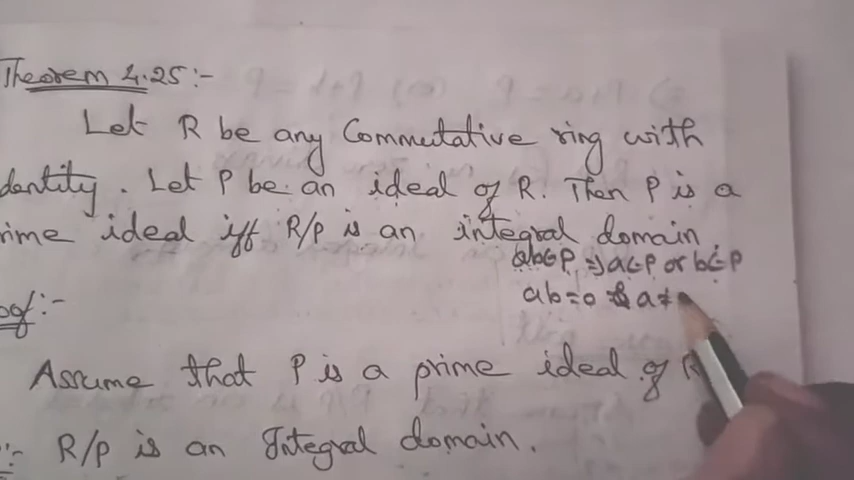 Theorem 4.25:-
Let R be any Commutative ring with
dentity. Let P be an ideal of R. Then P is a
rime ideal iff R/P is an integral domain
ab∈P ⇒ a∈P or b∈P
ab=0 & a≠
oof:-
Assume that P is a prime ideal of R
R/P is an Integral domain.